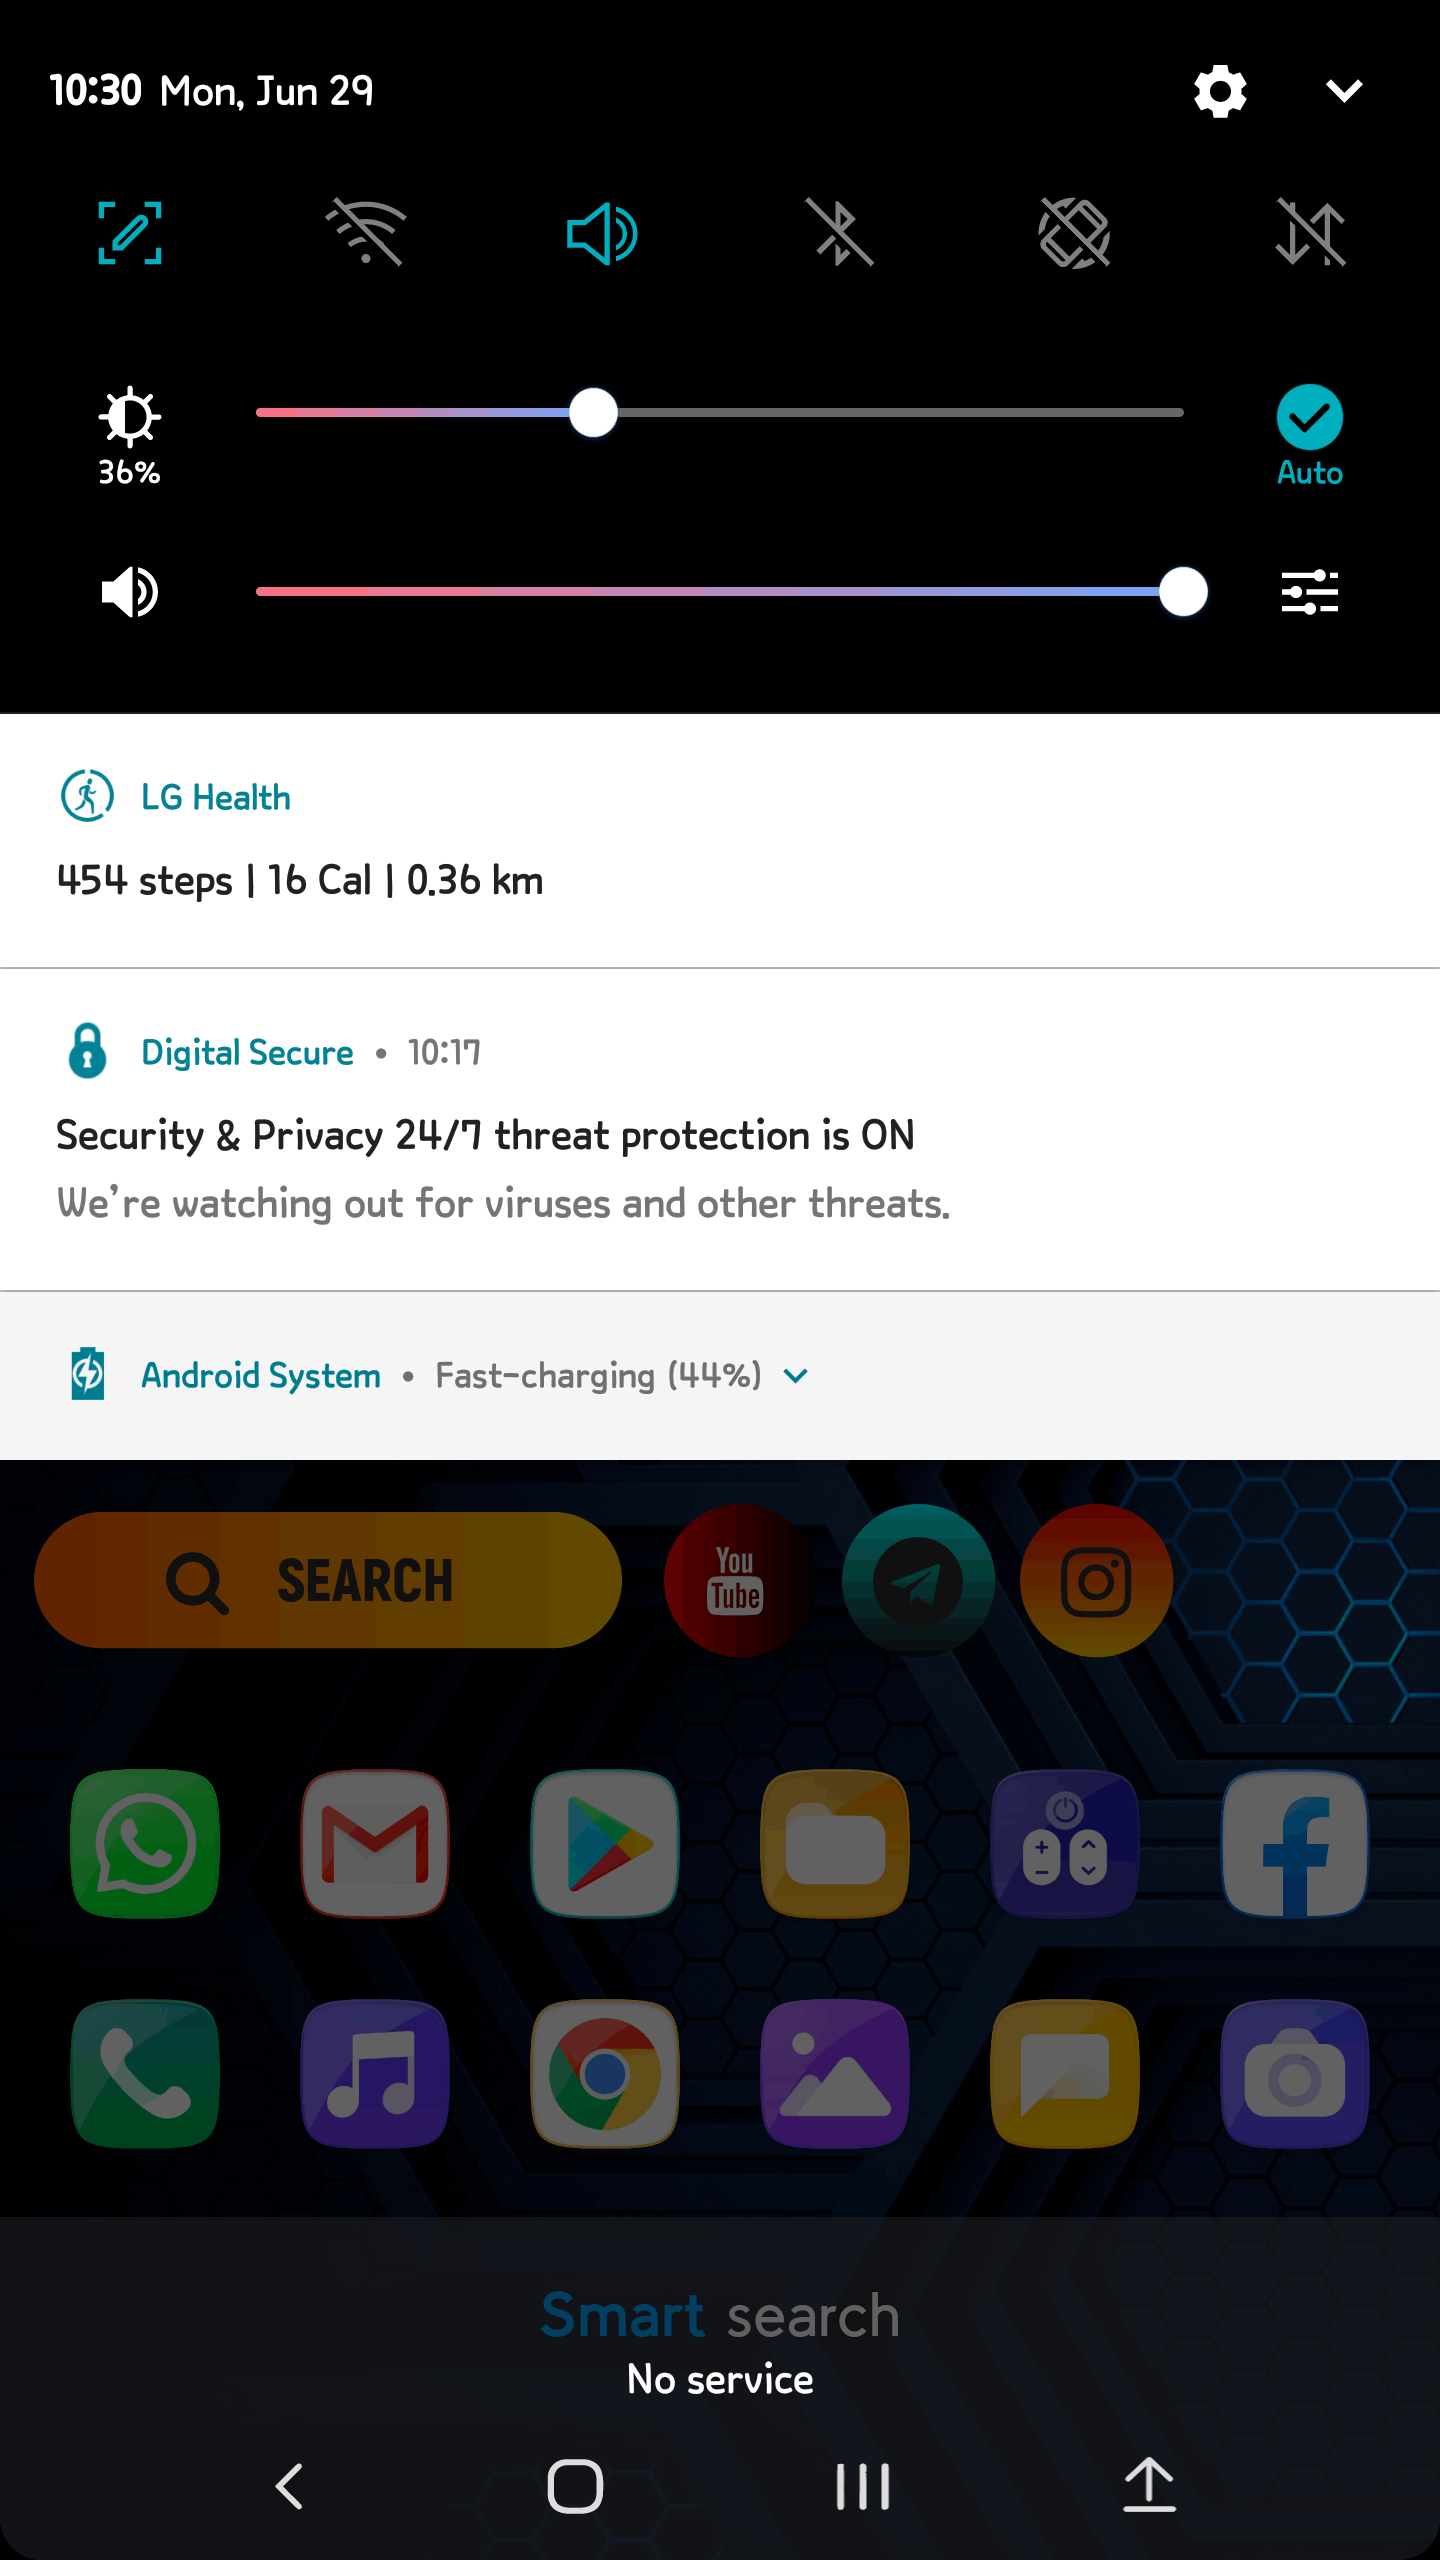 10:30 Mon, Jun 29
36%
Auto
LG Health
454 steps | 16 Cal | 0.36 km
Digital Secure • 10:17
Security & Privacy 24/7 threat protection is ON
We’re watching out for viruses and other threats.
Android System • Fast-charging (44%)
SEARCH
You
Tube
Smart search
No service